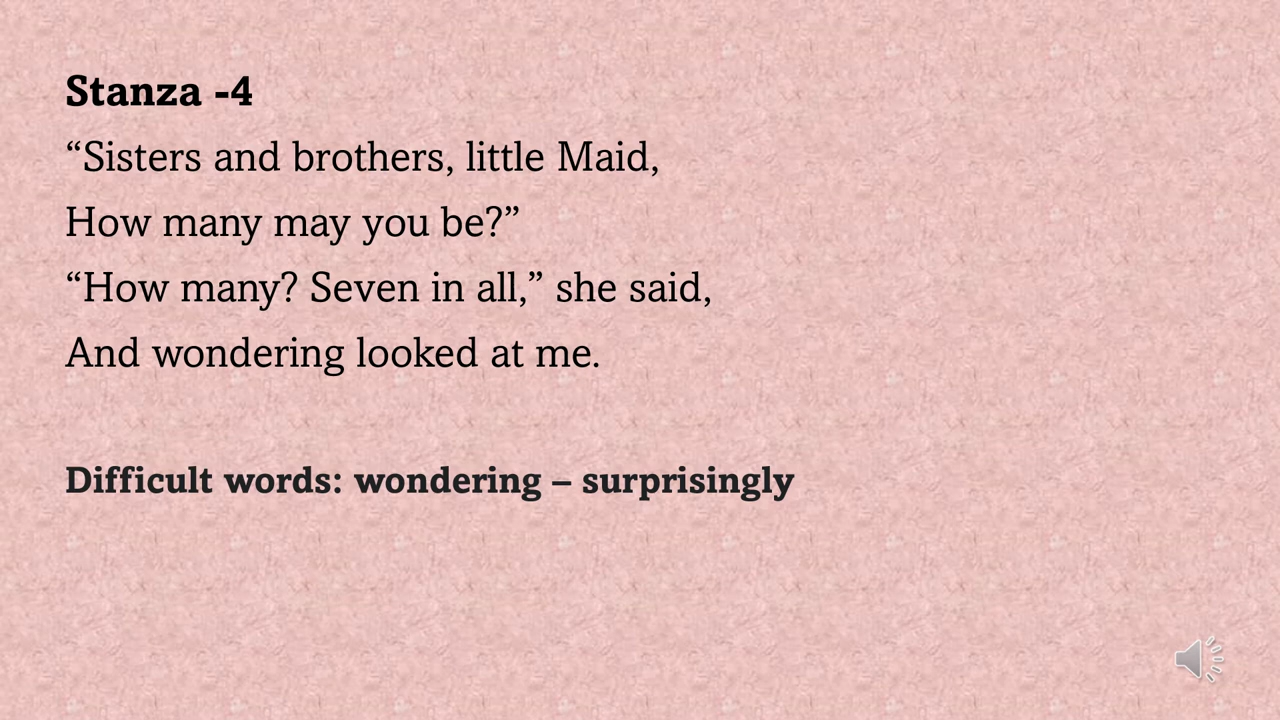 Stanza -4
“Sisters and brothers, little Maid,
How many may you be?”
“How many? Seven in all,” she said,
And wondering looked at me.
Difficult words: wondering – surprisingly